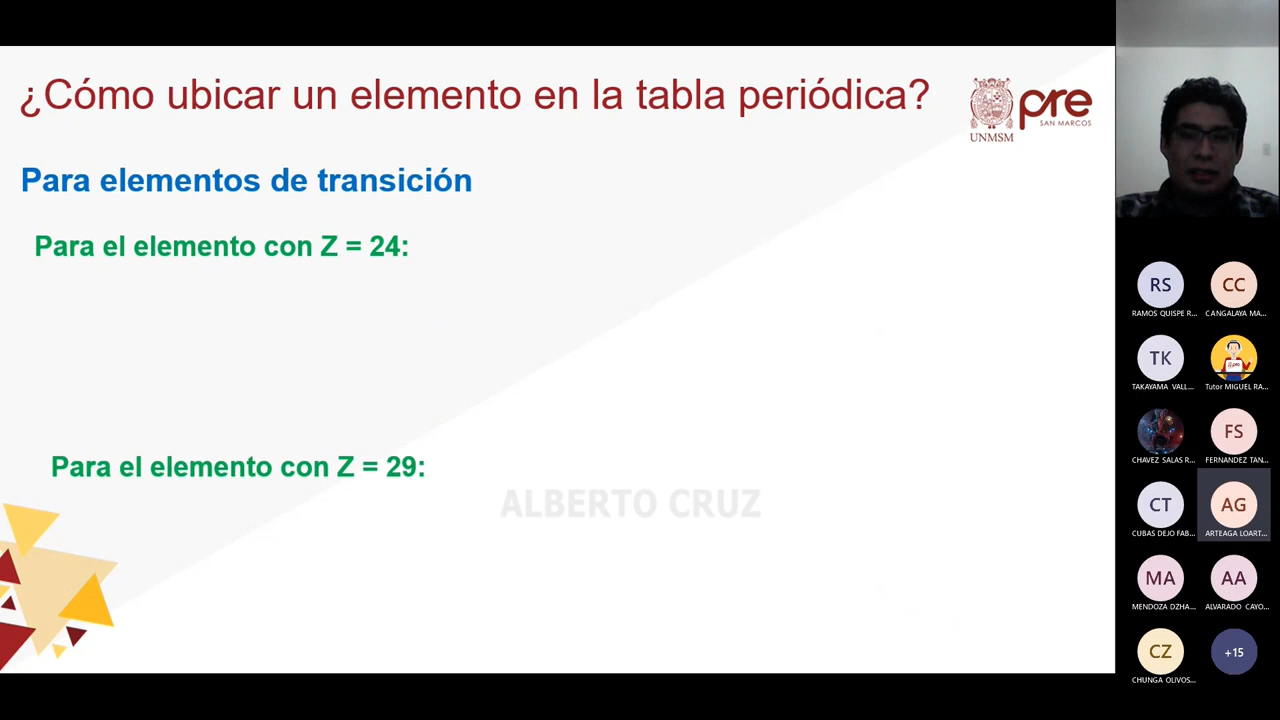 ¿Cómo ubicar un elemento en la tabla periódica?
UNMSM
pre
SAN MARCOS
Para elementos de transición
Para el elemento con Z = 24:
Para el elemento con Z = 29:
ALBERTO CRUZ
RS
RAMOS QUISPE R...
CC
CANGALAYA MA...
TK
TAKAYAMA VALL...
Tutor MIGUEL RA...
CHAVEZ SALAS R...
FS
FERNANDEZ TAN...
CT
CUBAS DEJO FAB...
AG
ARTEAGA LOART...
MA
MENDOZA DZHA...
AA
ALVARADO CAYO...
CZ
CHUNGA OLIVOS...
+15